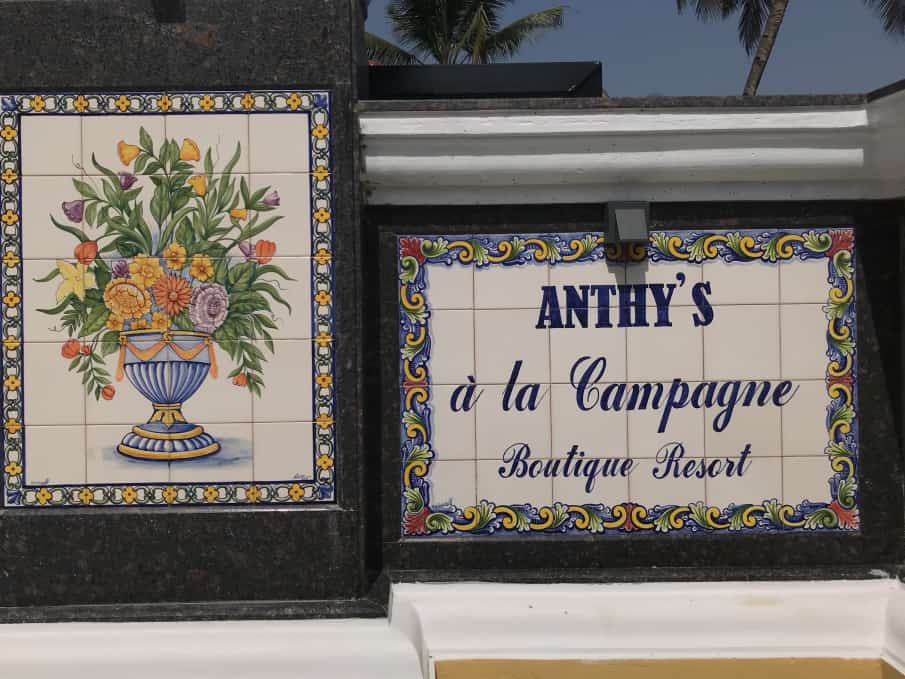 ANTHY'S
à la Campagne
Boutique Resort